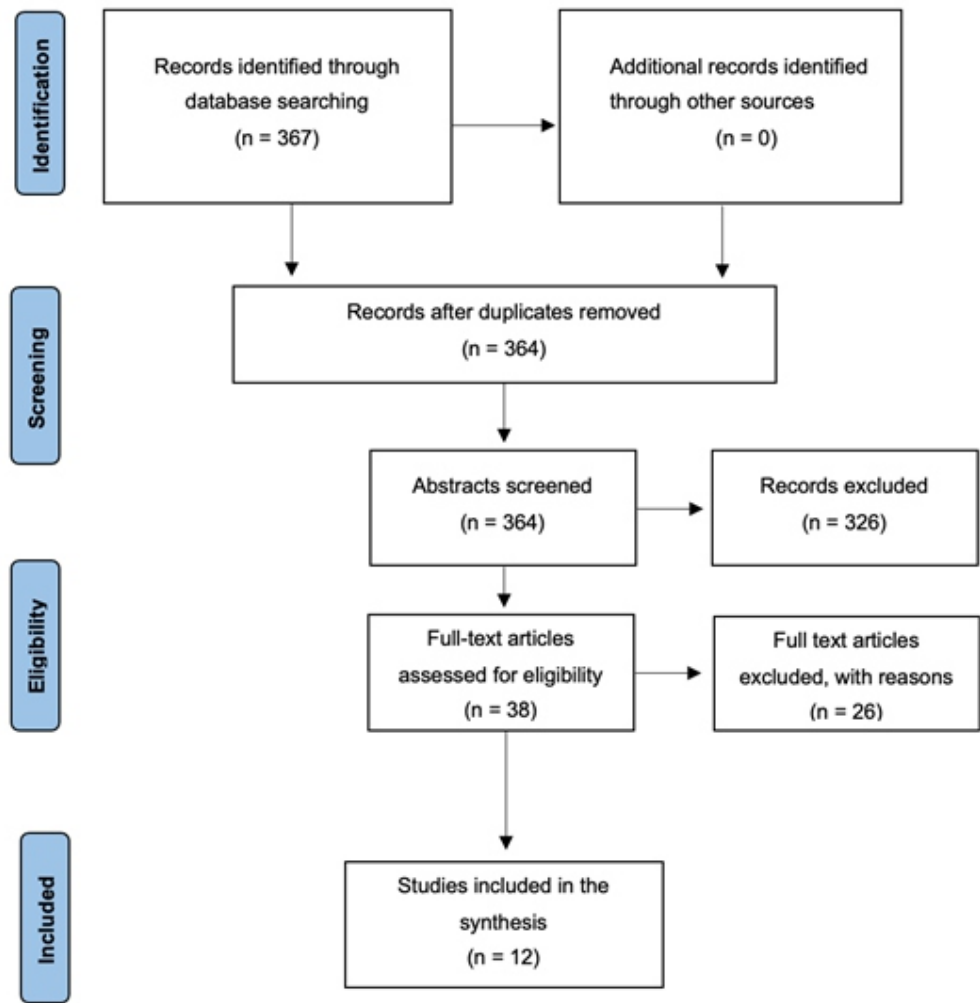 Identification
Records identified through
database searching
(n = 367)
Additional records identified
through other sources
(n = 0)
Screening
Records after duplicates removed
(n = 364)
Abstracts screened
(n = 364)
Records excluded
(n = 326)
Eligibility
Full-text articles
assessed for eligibility
(n = 38)
Full text articles
excluded, with reasons
(n = 26)
Included
Studies included in the
synthesis
(n = 12)